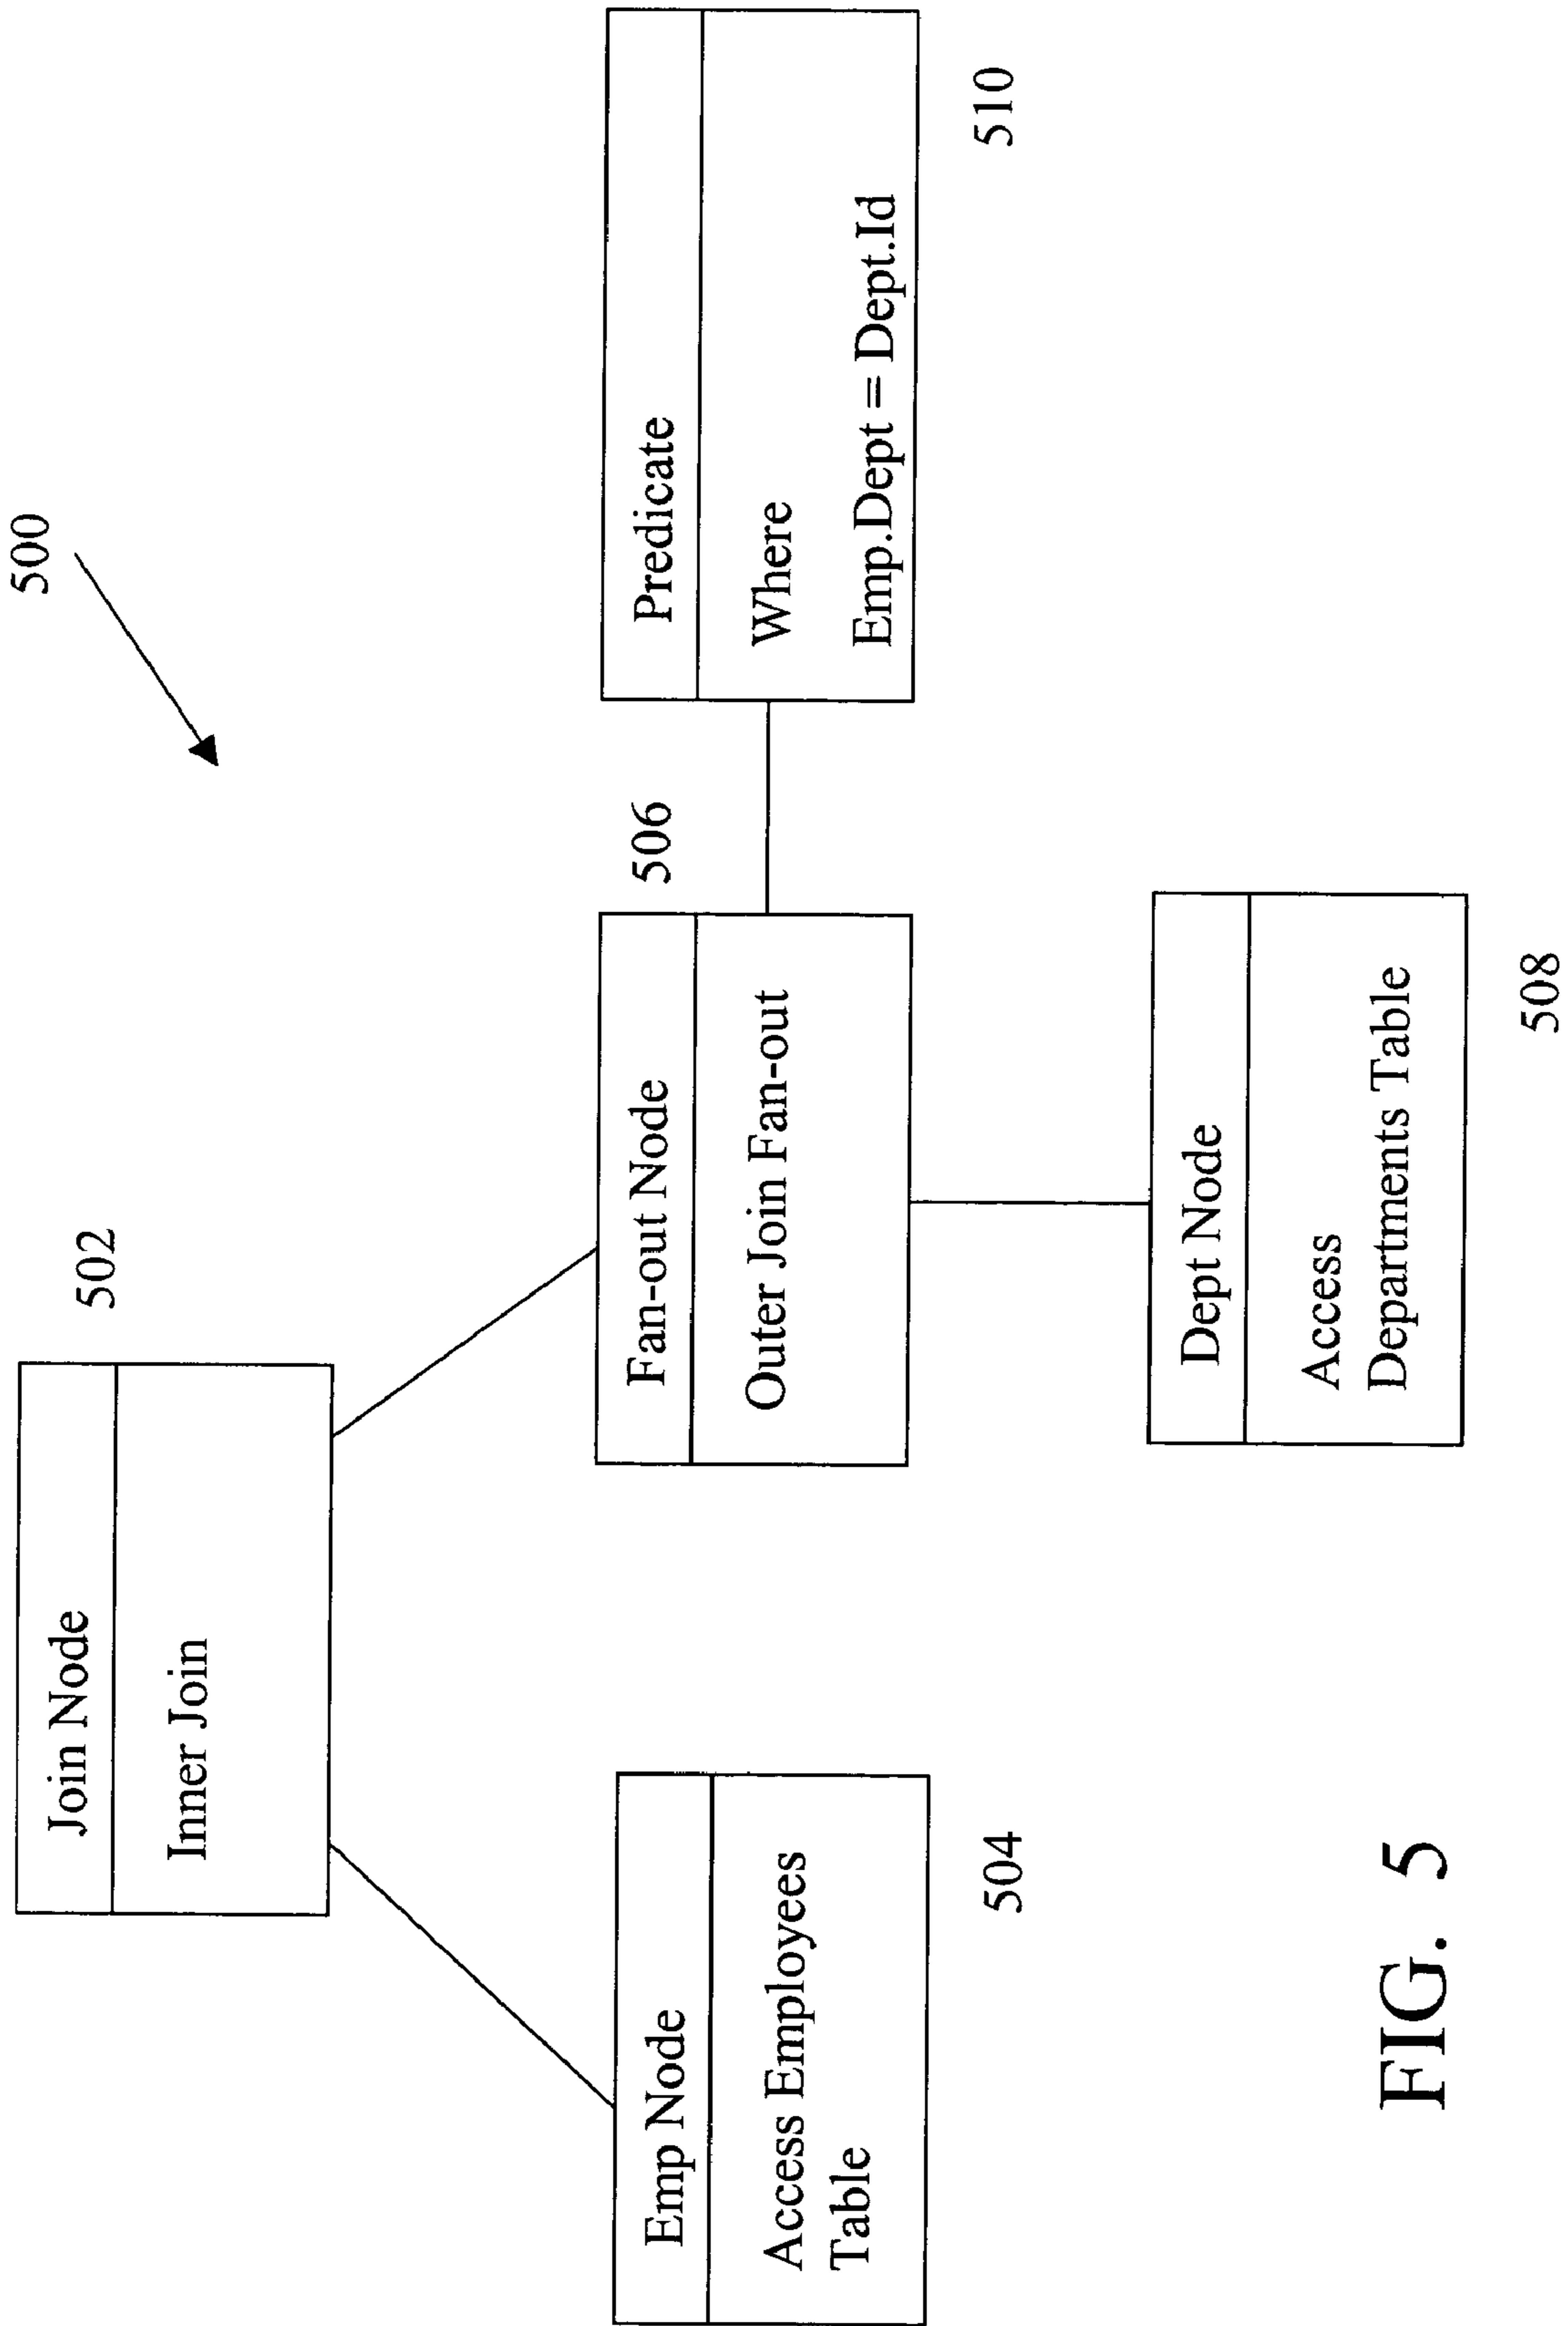 500
502
Join Node
Inner Join
Emp Node
Access Employees
Table
504
506
Fan-out Node
Outer Join Fan-out
Predicate
Where
Emp.Dept = Dept.Id
510
Dept Node
Access
Departments Table
508
FIG. 5